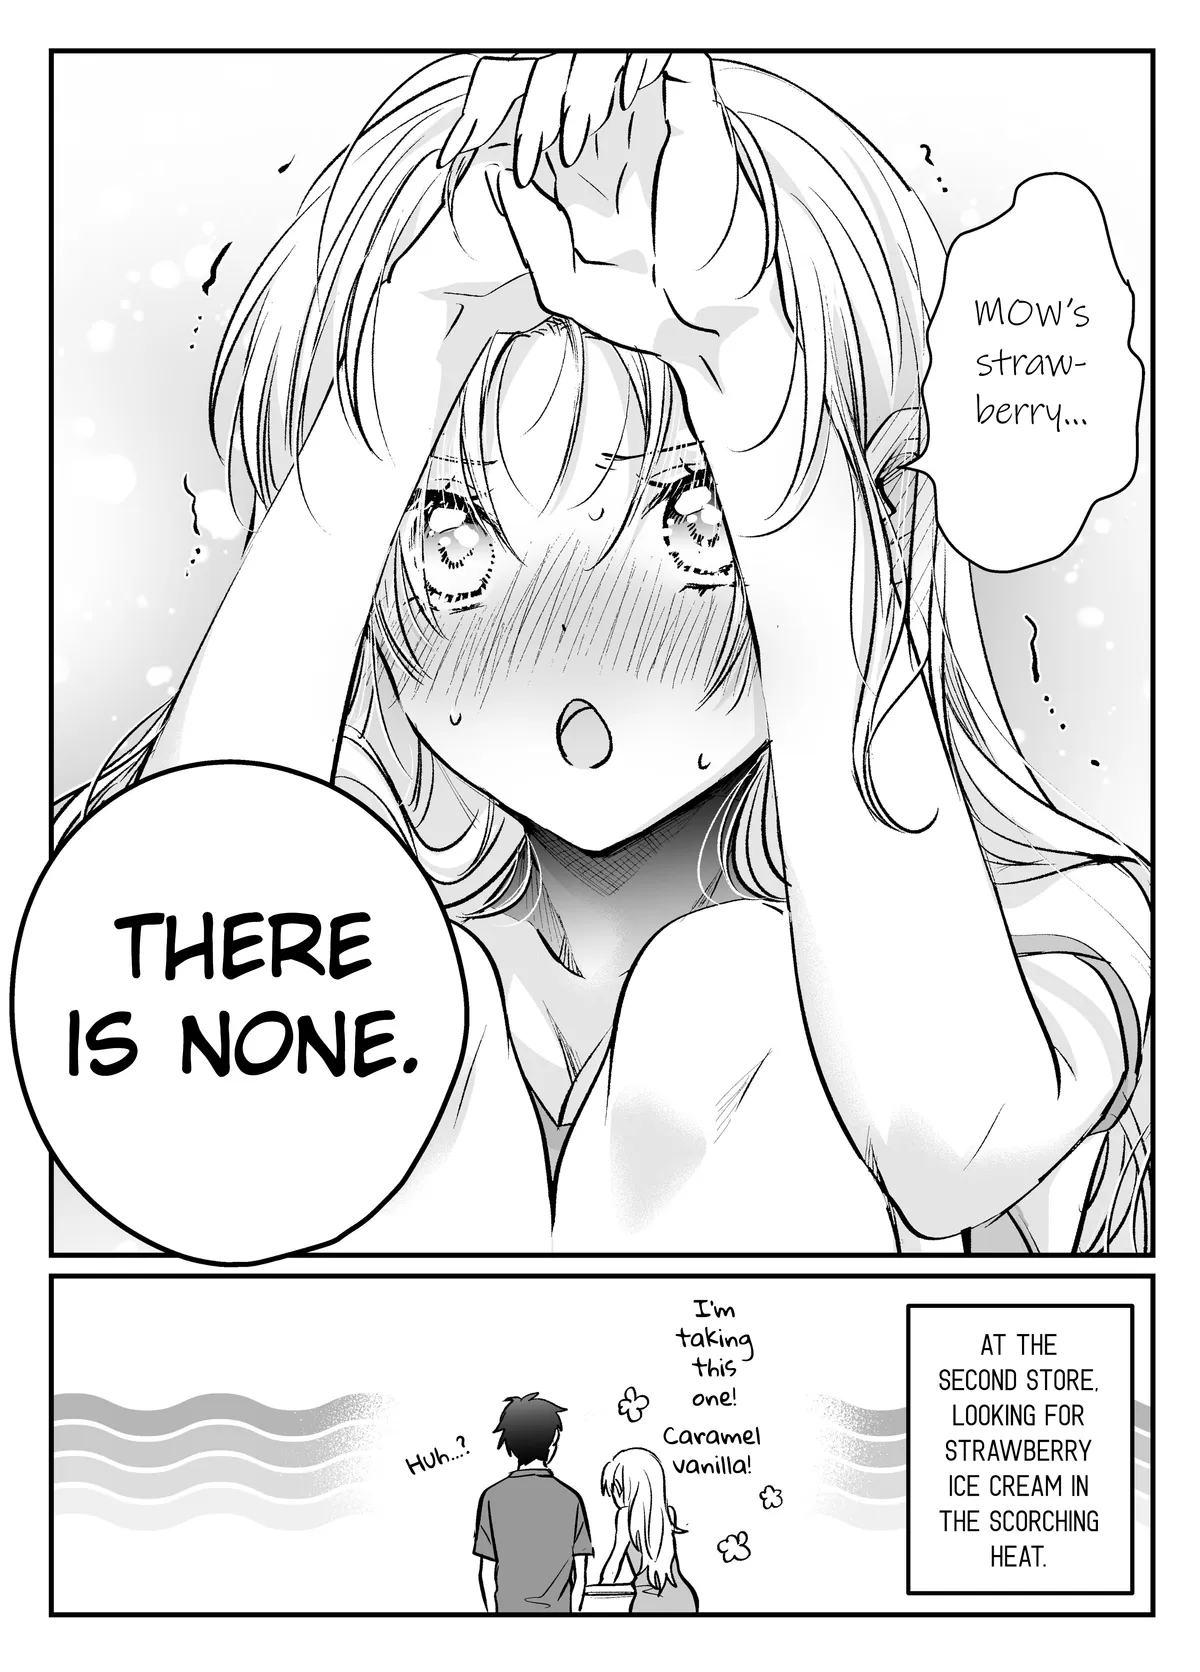 MOW's
straw-
berry...
THERE
IS NONE.
AT THE
SECOND STORE,
LOOKING FOR
STRAWBERRY
ICE CREAM IN
THE SCORCHING
HEAT.
I'm
taking
this
one!
Caramel
vanilla!
Huh...?